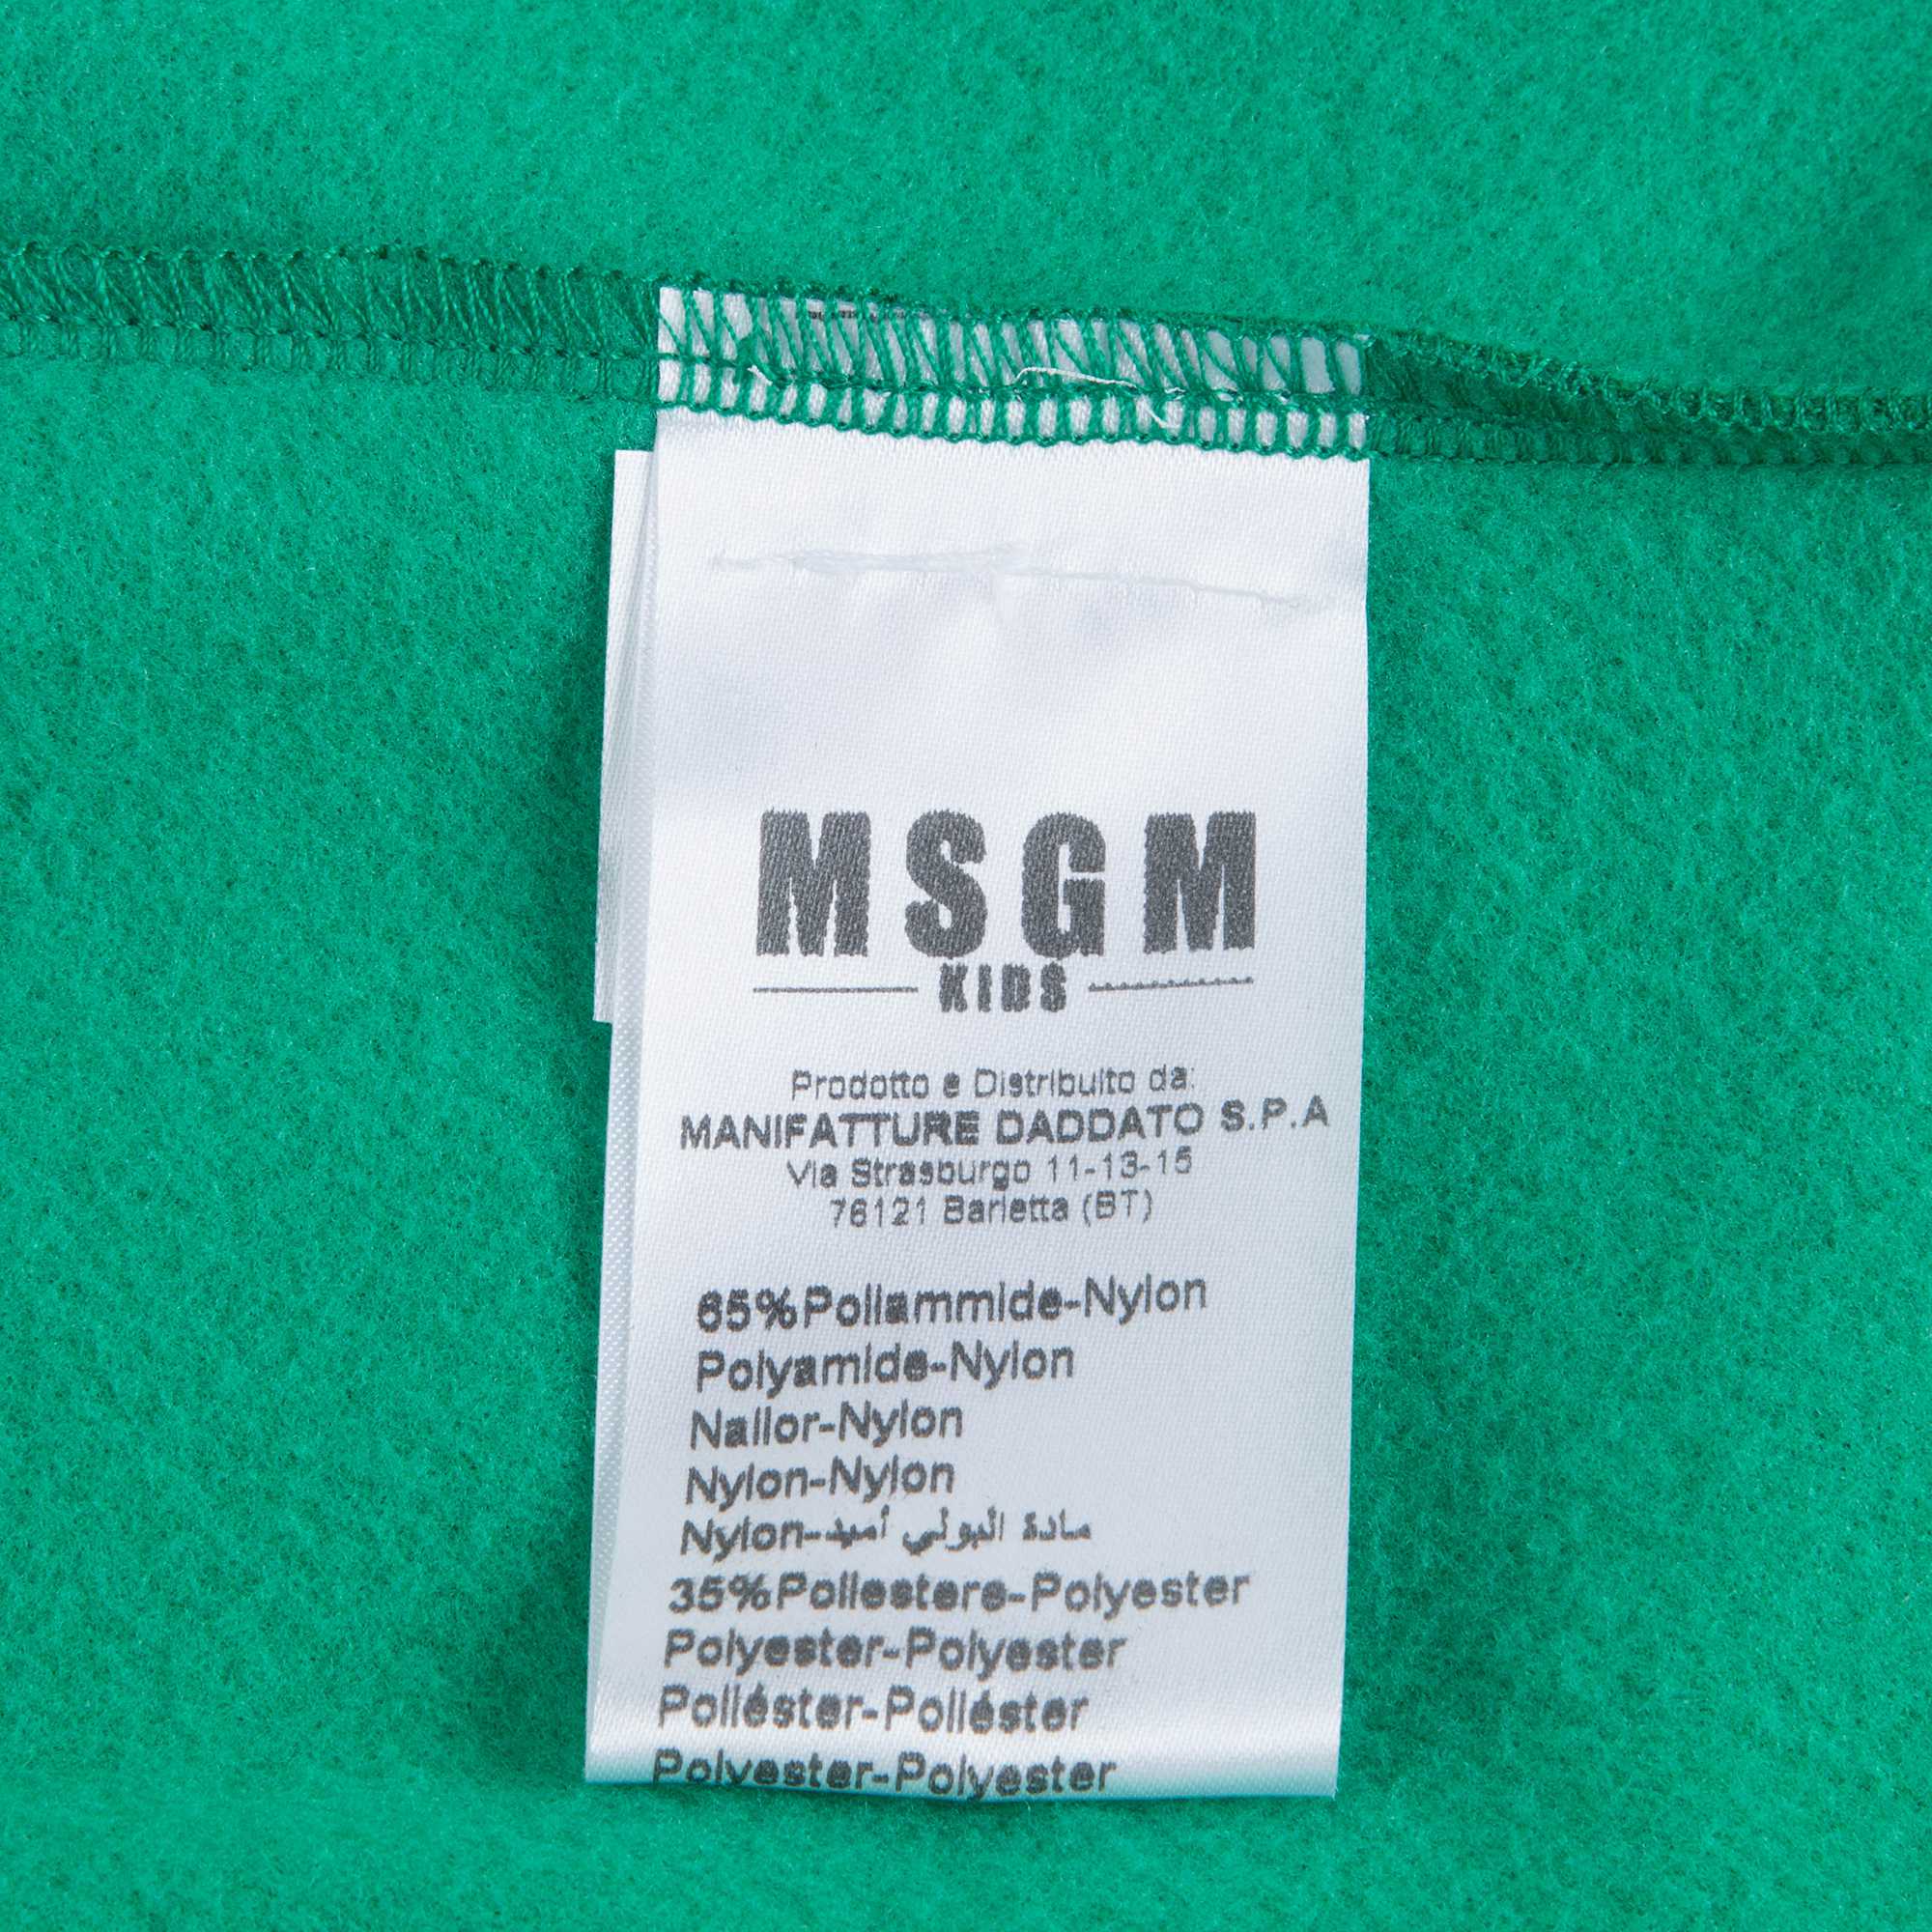 MSGM
KIDS
Prodotto e Distribuito da:
MANIFATTURE DADDATO S.P.A
Via Strasburgo 11-13-15
76121 Barletta (BT)
65%Poliammide-Nylon
Polyamide-Nylon
Nailor-Nylon
Nylon-Nylon
Nylon-مادة البولي أميد
35%Poliestere-Polyester
Polyester-Polyester
Poliéster-Poliéster
Polyester-Polyester